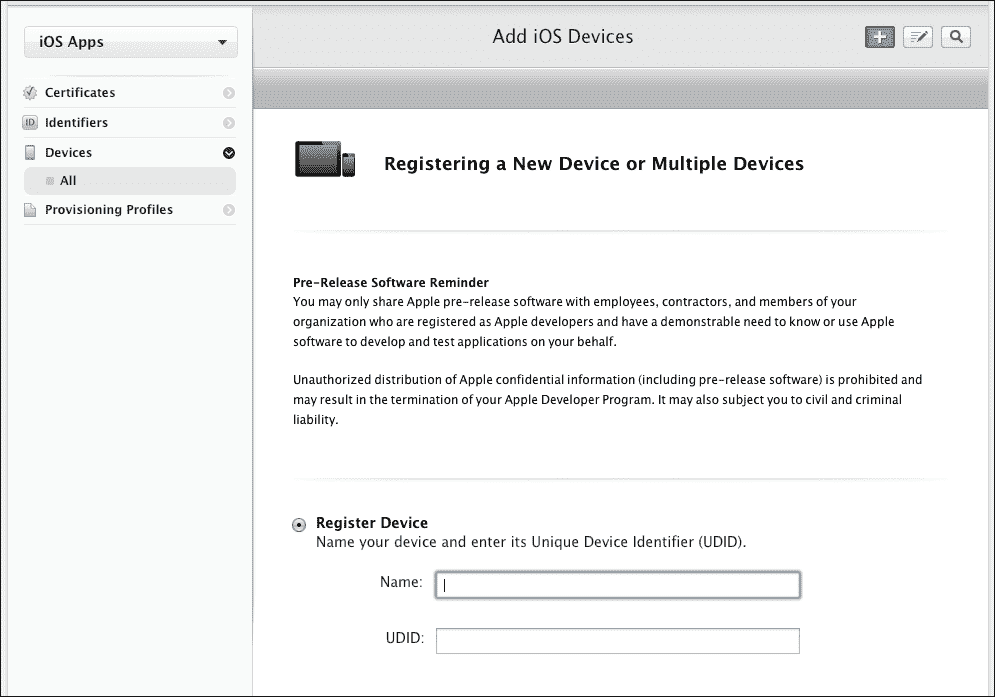 iOS Apps
Add iOS Devices
Certificates
ID Identifiers
Devices
All
Provisioning Profiles
Registering a New Device or Multiple Devices
Pre-Release Software Reminder
You may only share Apple pre-release software with employees, contractors, and members of your
organization who are registered as Apple developers and have a demonstrable need to know or use Apple
software to develop and test applications on your behalf.
Unauthorized distribution of Apple confidential information (including pre-release software) is prohibited and
may result in the termination of your Apple Developer Program. It may also subject you to civil and criminal
liability.
Register Device
Name your device and enter its Unique Device Identifier (UDID).
Name:
UDID: